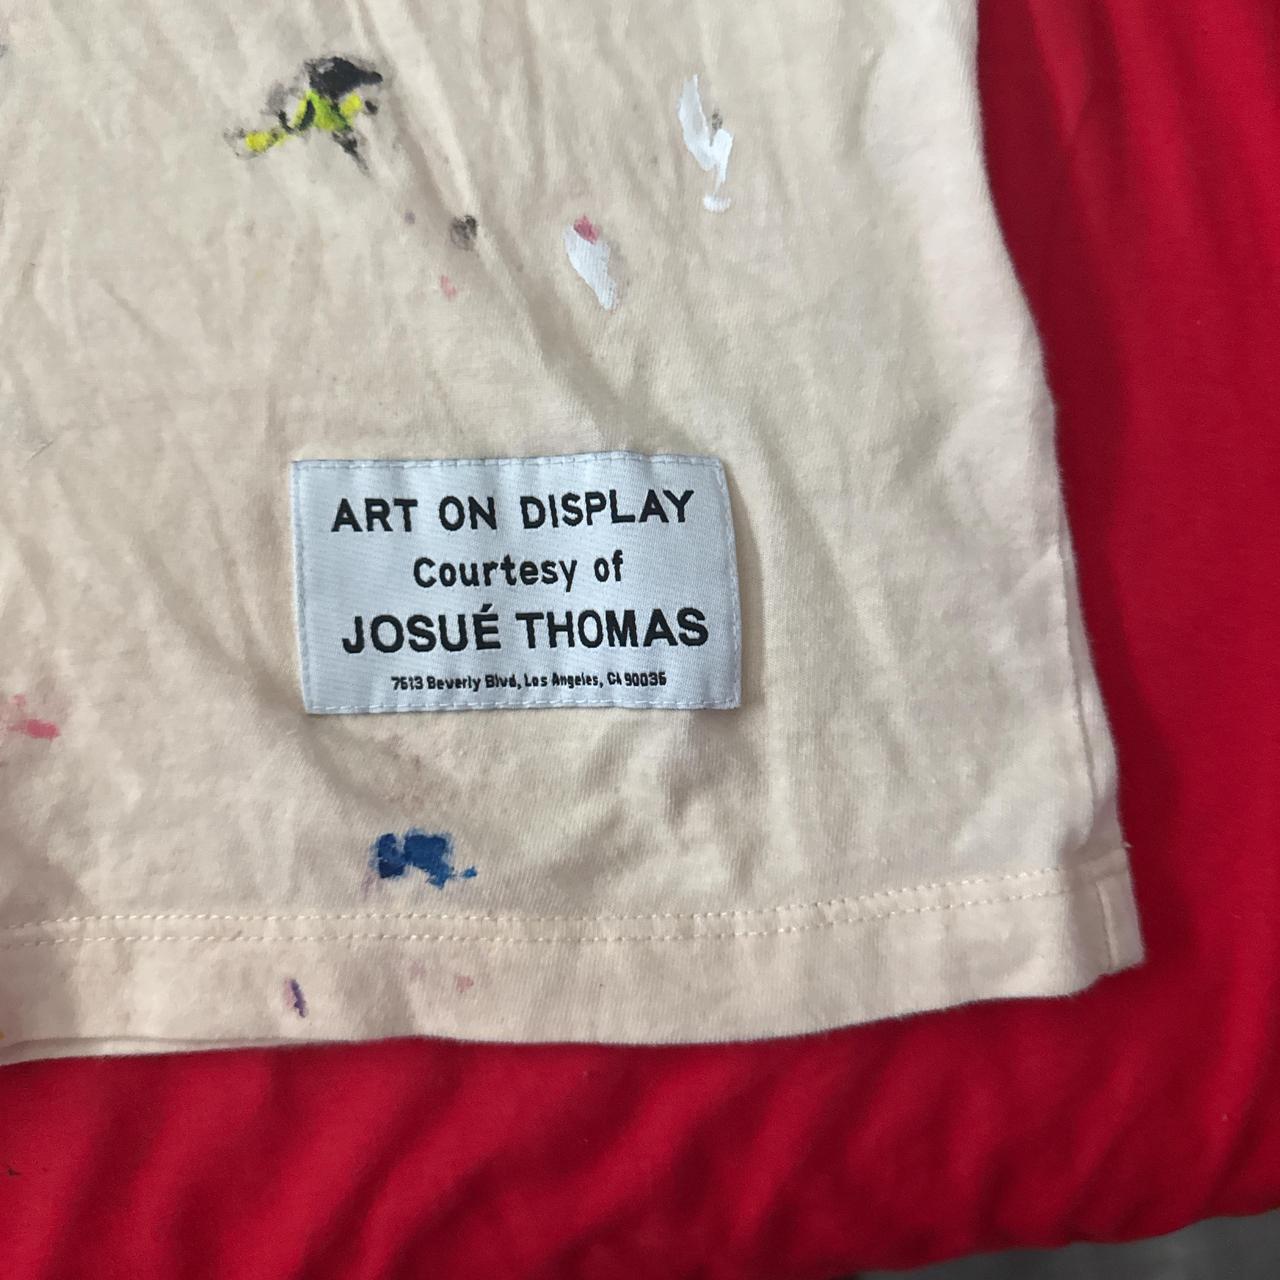 ART ON DISPLAY
Courtesy of
JOSUÉ THOMAS
7613 Beverly Blvd, Los Angeles, CA 90036